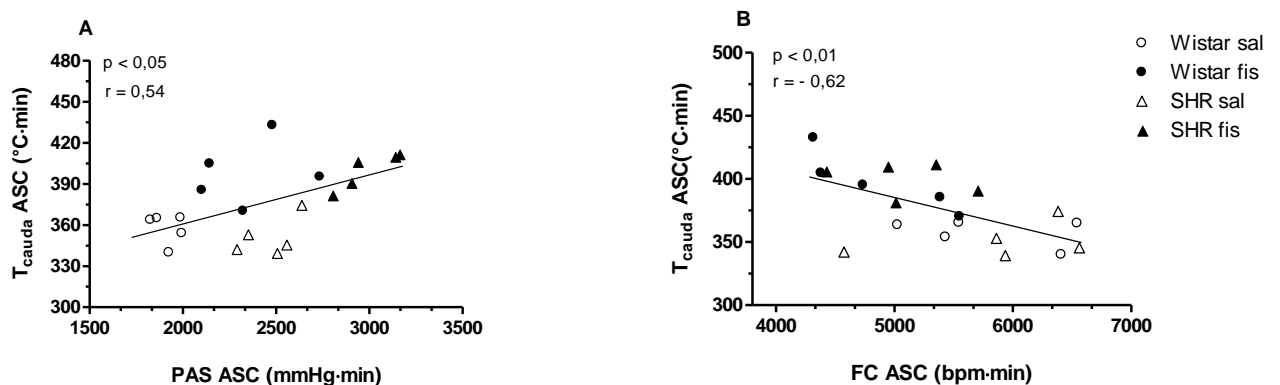 A
p < 0,05
r = 0,54
T cauda ASC (°C·min)
480
450
420
390
360
330
300
1500 2000 2500 3000 3500
PAS ASC (mmHg·min)
B
p < 0,01
r = - 0,62
T cauda ASC(°C·min)
500
450
400
350
300
4000 5000 6000 7000
FC ASC (bpm·min)
Wistar sal
Wistar fis
SHR sal
SHR fis